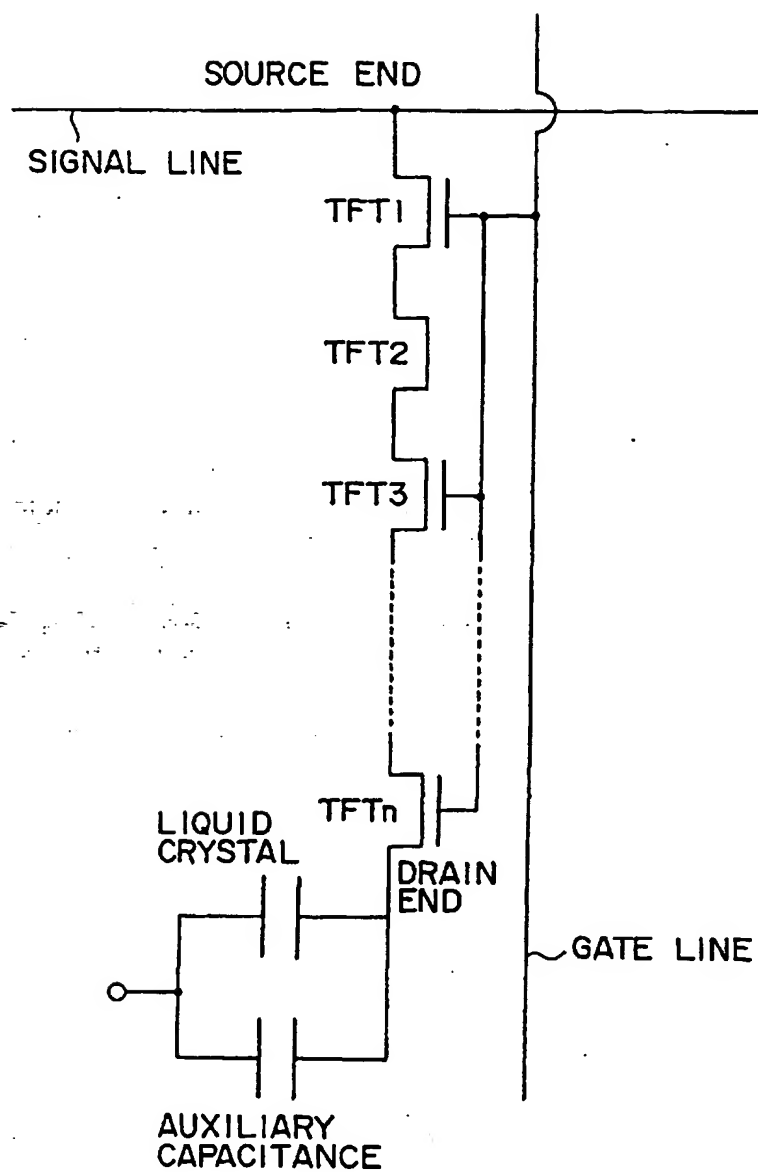 SOURCE END
SIGNAL LINE
TFT1
TFT2
TFT3
TFTn
LIQUID
CRYSTAL
DRAIN
END
GATE LINE
AUXILIARY
CAPACITANCE